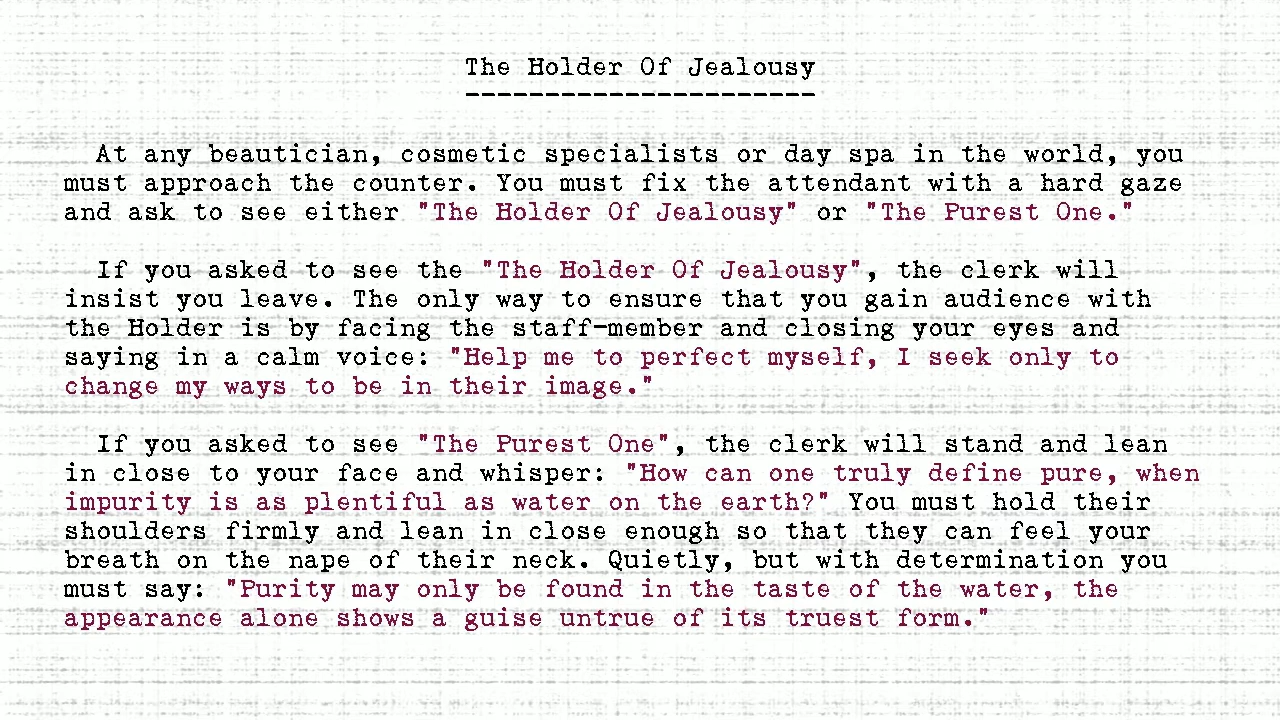 The Holder Of Jealousy
----------------------
At any beautician, cosmetic specialists or day spa in the world, you
must approach the counter. You must fix the attendant with a hard gaze
and ask to see either "The Holder Of Jealousy" or "The Purest One."
If you asked to see the "The Holder Of Jealousy", the clerk will
insist you leave. The only way to ensure that you gain audience with
the Holder is by facing the staff-member and closing your eyes and
saying in a calm voice: "Help me to perfect myself, I seek only to
change my ways to be in their image."
If you asked to see "The Purest One", the clerk will stand and lean
in close to your face and whisper: "How can one truly define pure, when
impurity is as plentiful as water on the earth?" You must hold their
shoulders firmly and lean in close enough so that they can feel your
breath on the nape of their neck. Quietly, but with determination you
must say: "Purity may only be found in the taste of the water, the
appearance alone shows a guise untrue of its truest form."